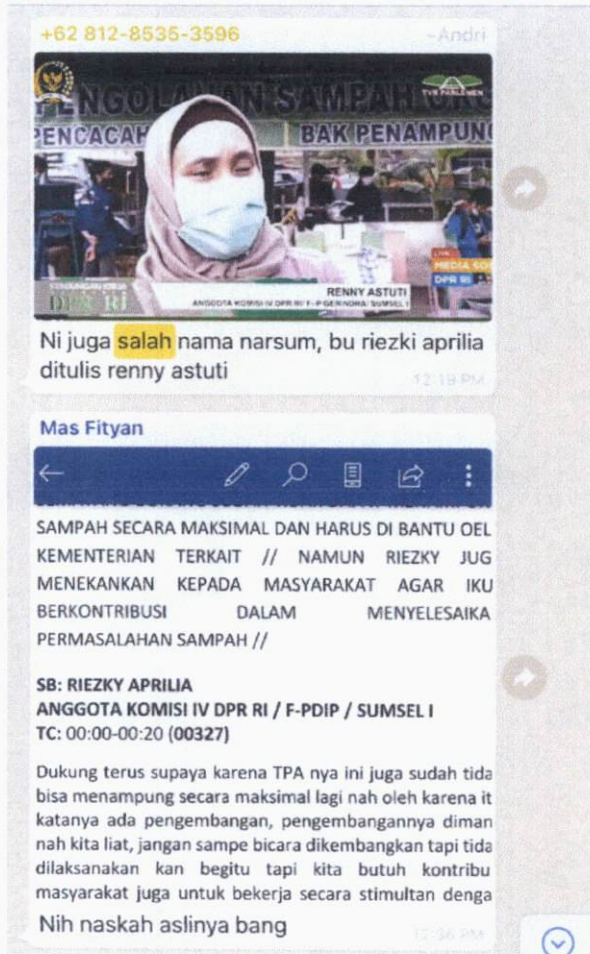 +62 812-8535-3596
~Andri
PENGOLAHAN SAMPAH
PENCACAH BAK PENAMPUNG
TVR PARLEMEN
LIVE
MEDIA SO
DPR RI
KUNJUNGAN KERJA
DPR RI
RENNY ASTUTI
ANGGOTA KOMISI IV DPR RI/ F-P GERINDRA/ SUMSEL I
Ni juga salah nama narsum, bu riezki aprilia
ditulis renny astuti
12:19 PM
Mas Fityan
SAMPAH SECARA MAKSIMAL DAN HARUS DI BANTU OEL
KEMENTERIAN TERKAIT // NAMUN RIEZKY JUG
MENEKANKAN KEPADA MASYARAKAT AGAR IKU
BERKONTRIBUSI DALAM MENYELESAIKA
PERMASALAHAN SAMPAH //
SB: RIEZKY APRILIA
ANGGOTA KOMISI IV DPR RI / F-PDIP / SUMSEL I
TC: 00:00-00:20 (00327)
Dukung terus supaya karena TPA nya ini juga sudah tida
bisa menampung secara maksimal lagi nah oleh karena it
katanya ada pengembangan, pengembangannya diman
nah kita liat, jangan sampe bicara dikembangkan tapi tida
dilaksanakan kan begitu tapi kita butuh kontribu
masyarakat juga untuk bekerja secara stimultan denga
Nih naskah aslinya bang
12:36 PM